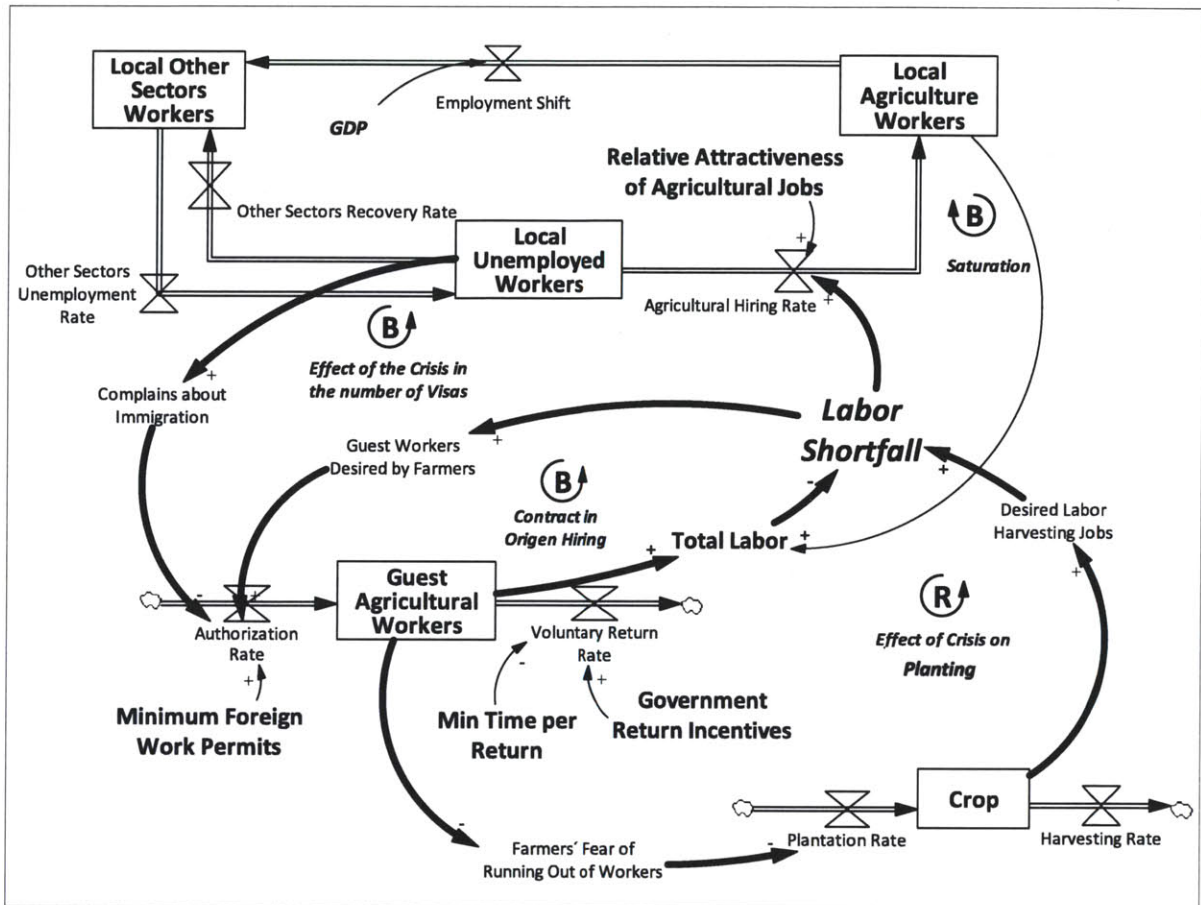 Local Other
Sectors
Workers
Employment Shift
GDP
Local
Agriculture
Workers
Relative Attractiveness
of Agricultural Jobs
+
Other Sectors Recovery Rate
Local
Unemployed
Workers
B
Saturation
Other Sectors
Unemployment
Rate
Agricultural Hiring Rate
+
B
Effect of the Crisis in
the number of Visas
+
Complains about
Immigration
Labor
Shortfall
+
Guest Workers
Desired by Farmers
B
Contract in
Origen Hiring
-
+
Desired Labor
Harvesting Jobs
+
Total Labor
+
+
Guest
Agricultural
Workers
-
+
Authorization
Rate
+
Voluntary Return
Rate
-
+
R
Effect of Crisis on
Planting
Minimum Foreign
Work Permits
Min Time per
Return
Government
Return Incentives
Crop
-
Farmers´ Fear of
Running Out of Workers
-
Plantation Rate
Harvesting Rate